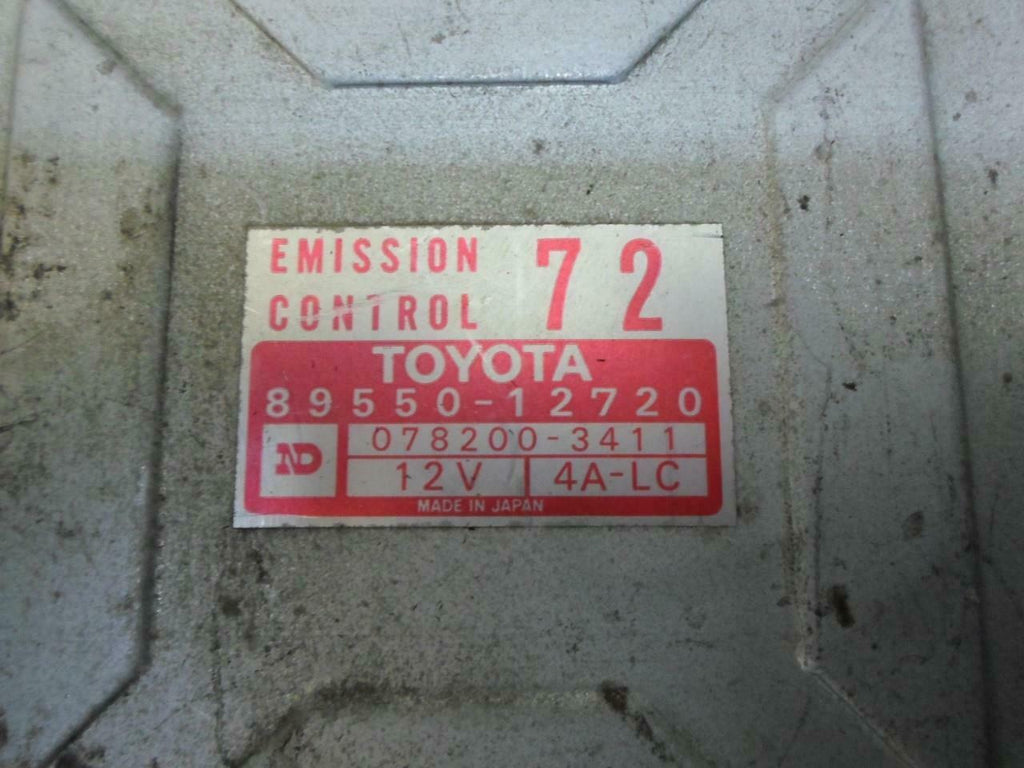 EMISSION 72
CONTROL
TOYOTA
89550-12720
ND 078200-3411
12V 4A-LC
MADE IN JAPAN